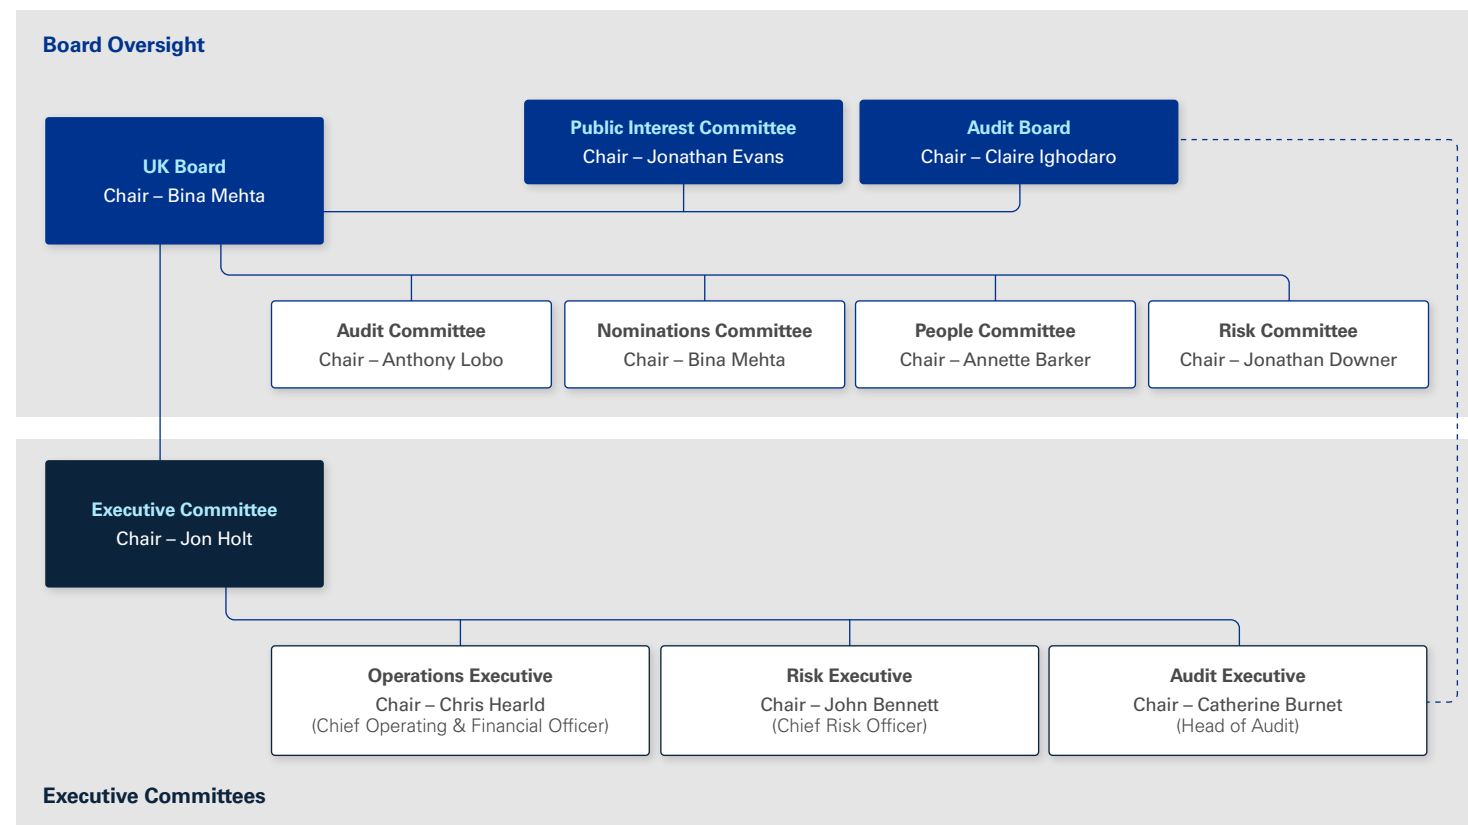 Board Oversight
UK Board
Chair – Bina Mehta
Public Interest Committee
Chair – Jonathan Evans
Audit Board
Chair – Claire Ighodaro
Audit Committee
Chair – Anthony Lobo
Nominations Committee
Chair – Bina Mehta
People Committee
Chair – Annette Barker
Risk Committee
Chair – Jonathan Downer
Executive Committee
Chair – Jon Holt
Operations Executive
Chair – Chris Hearld
(Chief Operating & Financial Officer)
Risk Executive
Chair – John Bennett
(Chief Risk Officer)
Audit Executive
Chair – Catherine Burnet
(Head of Audit)
Executive Committees